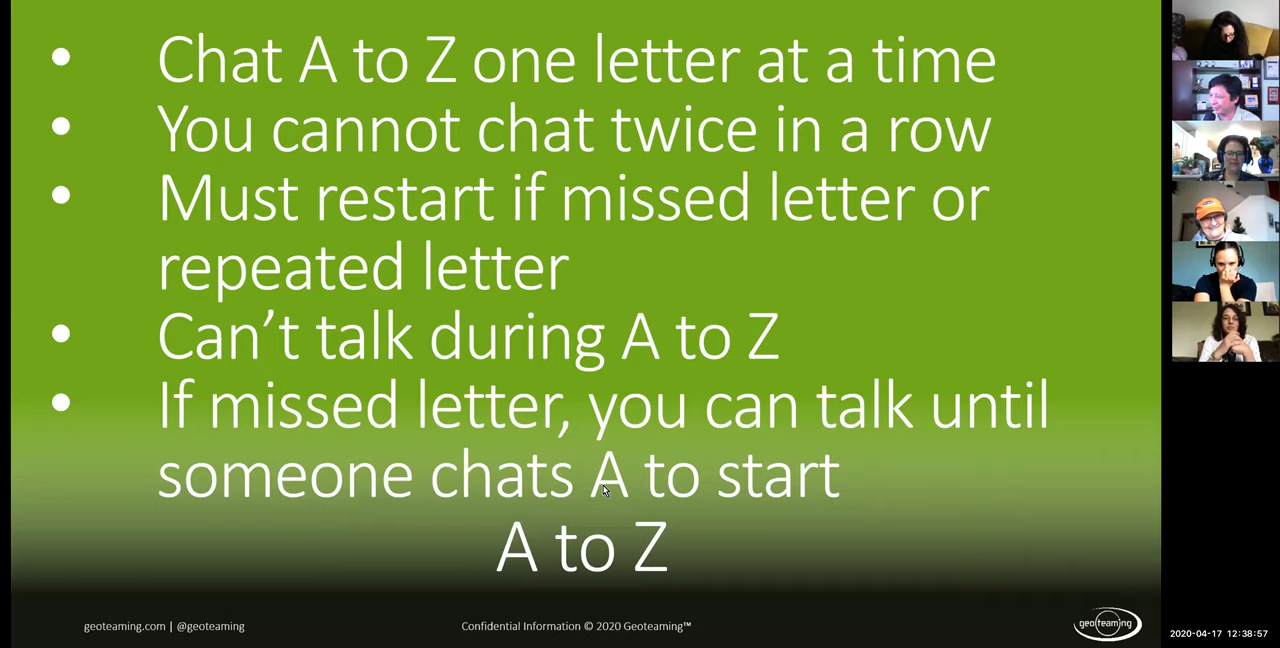 • Chat A to Z one letter at a time
• You cannot chat twice in a row
• Must restart if missed letter or
repeated letter
• Can’t talk during A to Z
• If missed letter, you can talk until
someone chats A to start
A to Z
geoteaming.com | @geoteaming
Confidential Information © 2020 Geoteaming™
geoteaming
2020-04-17 12:38:57